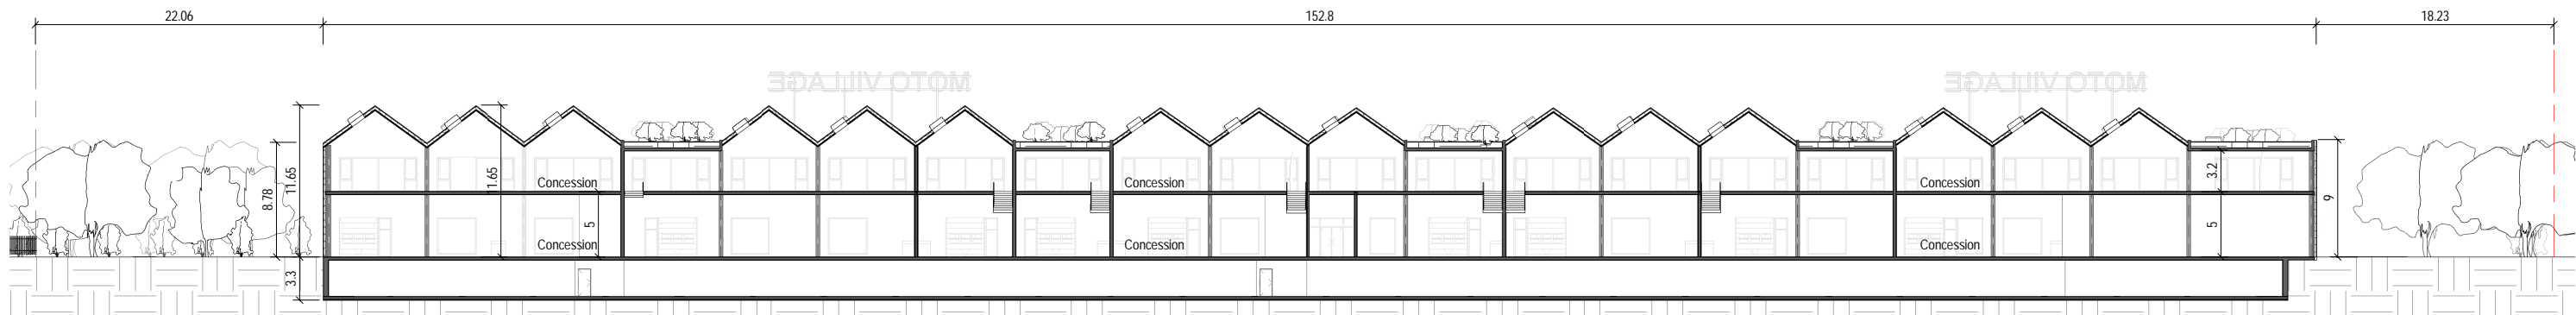 22.06
152.8
18.23
MOTO VILLAGE
MOTO VILLAGE
8.78
11.65
3.3
11.65
Concession
5
Concession
Concession
Concession
Concession
Concession
3.2
5
9